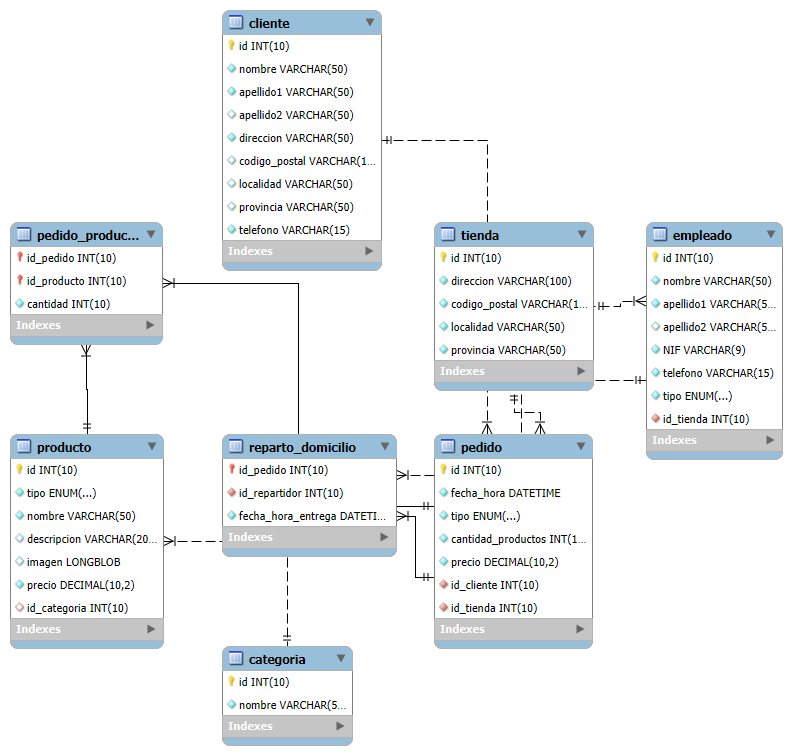 cliente
id INT(10)
nombre VARCHAR(50)
apellido1 VARCHAR(50)
apellido2 VARCHAR(50)
direccion VARCHAR(50)
codigo_postal VARCHAR(1...
localidad VARCHAR(50)
provincia VARCHAR(50)
telefono VARCHAR(15)
Indexes
pedido_produc...
id_pedido INT(10)
id_producto INT(10)
cantidad INT(10)
Indexes
tienda
id INT(10)
direccion VARCHAR(100)
codigo_postal VARCHAR(1...
localidad VARCHAR(50)
provincia VARCHAR(50)
Indexes
empleado
id INT(10)
nombre VARCHAR(50)
apellido1 VARCHAR(5...
apellido2 VARCHAR(5...
NIF VARCHAR(9)
telefono VARCHAR(15)
tipo ENUM(...)
id_tienda INT(10)
Indexes
producto
id INT(10)
tipo ENUM(...)
nombre VARCHAR(50)
descripcion VARCHAR(20...
imagen LONGBLOB
precio DECIMAL(10,2)
id_categoria INT(10)
Indexes
reparto_domicilio
id_pedido INT(10)
id_repartidor INT(10)
fecha_hora_entrega DATETI...
Indexes
pedido
id INT(10)
fecha_hora DATETIME
tipo ENUM(...)
cantidad_productos INT(1...
precio DECIMAL(10,2)
id_cliente INT(10)
id_tienda INT(10)
Indexes
categoria
id INT(10)
nombre VARCHAR(5...
Indexes